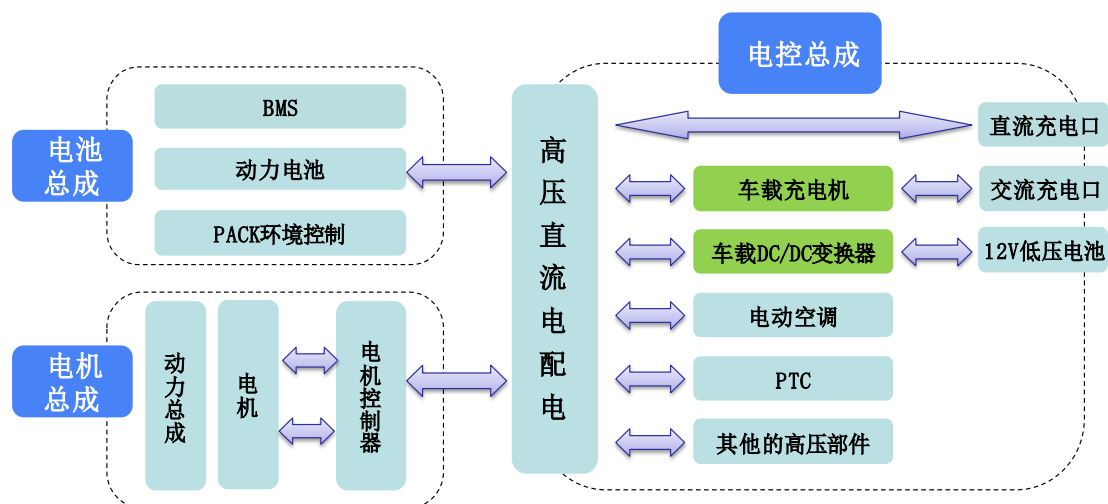 电控总成
电池
总成
BMS
动力电池
PACK环境控制
电机
总成
动力总成
电机
电机控制器
高压直流电配电
直流充电口
车载充电机
交流充电口
车载DC/DC变换器
12V低压电池
电动空调
PTC
其他的高压部件